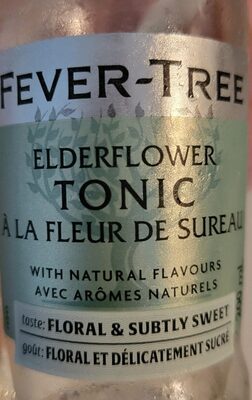 FEVER-TREE
ELDERFLOWER
TONIC
À LA FLEUR DE SUREAU
WITH NATURAL FLAVOURS
AVEC ARÔMES NATURELS
taste: FLORAL & SUBTLY SWEET
goût: FLORAL ET DÉLICATEMENT SUCRÉ